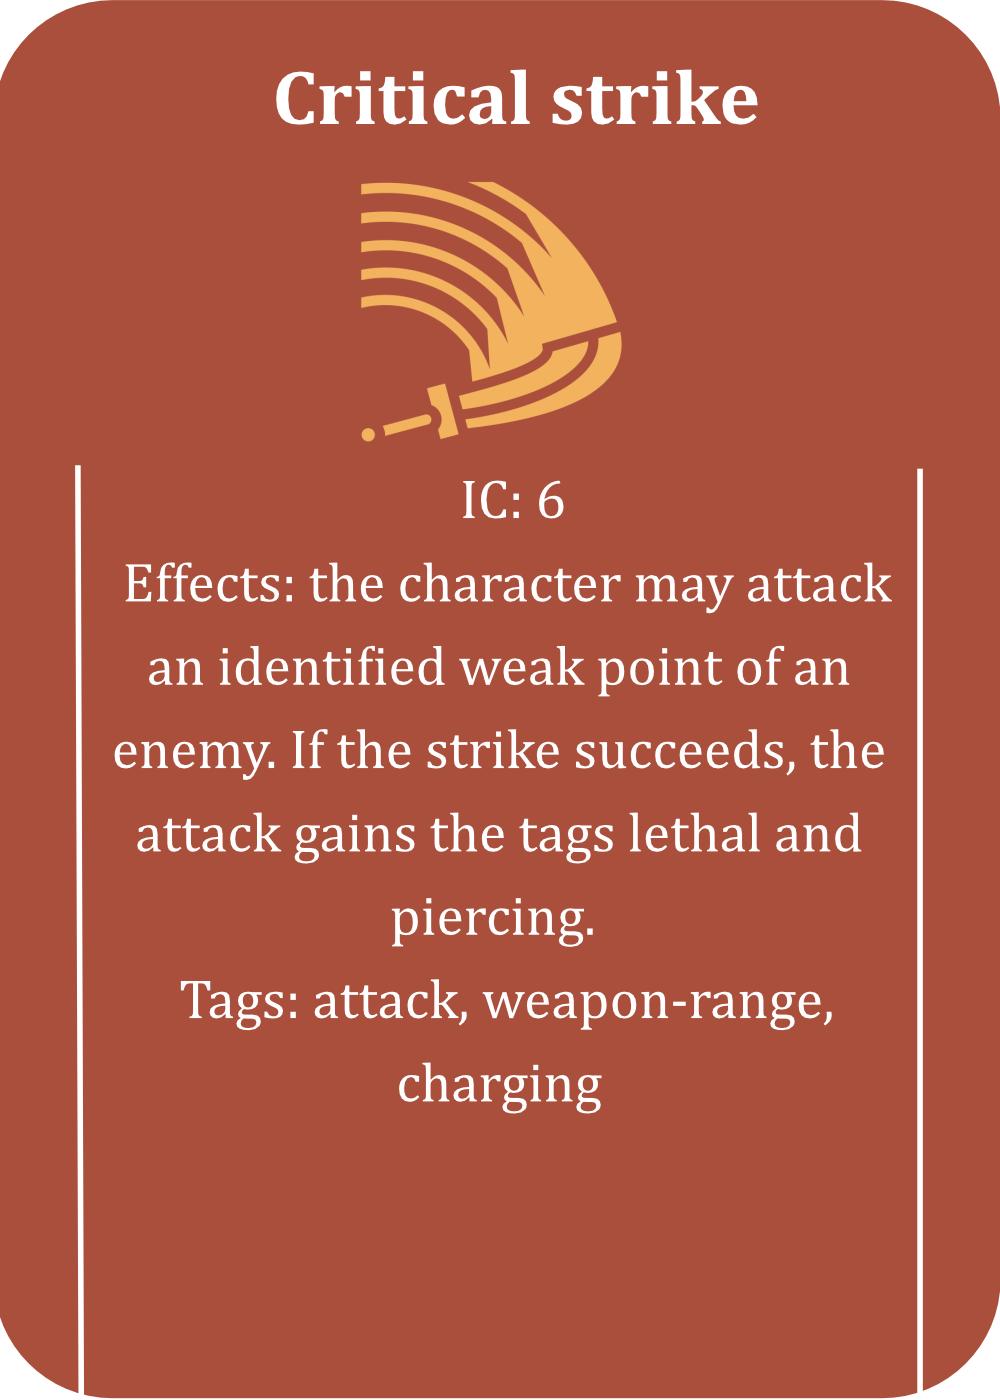 Critical strike
IC: 6
Effects: the character may attack
an identified weak point of an
enemy. If the strike succeeds, the
attack gains the tags lethal and
piercing.
Tags: attack, weapon-range,
charging